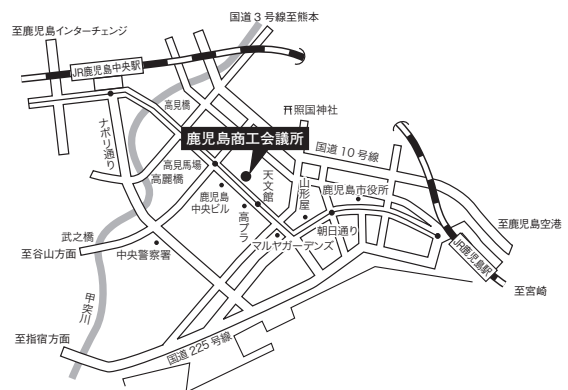 国道3号線至熊本
至鹿児島インターチェンジ
JR鹿児島中央駅
高見橋
⛩照国神社
鹿児島商工会議所
国道10号線
ナポリ通り
高見馬場
高麗橋
天文館
山形屋
鹿児島市役所
鹿児島
中央ビル
高プラ
朝日通り
マルヤガーデンズ
至鹿児島空港
JR鹿児島駅
武之橋
至谷山方面
中央警察署
至宮崎
甲突川
至指宿方面
国道225号線